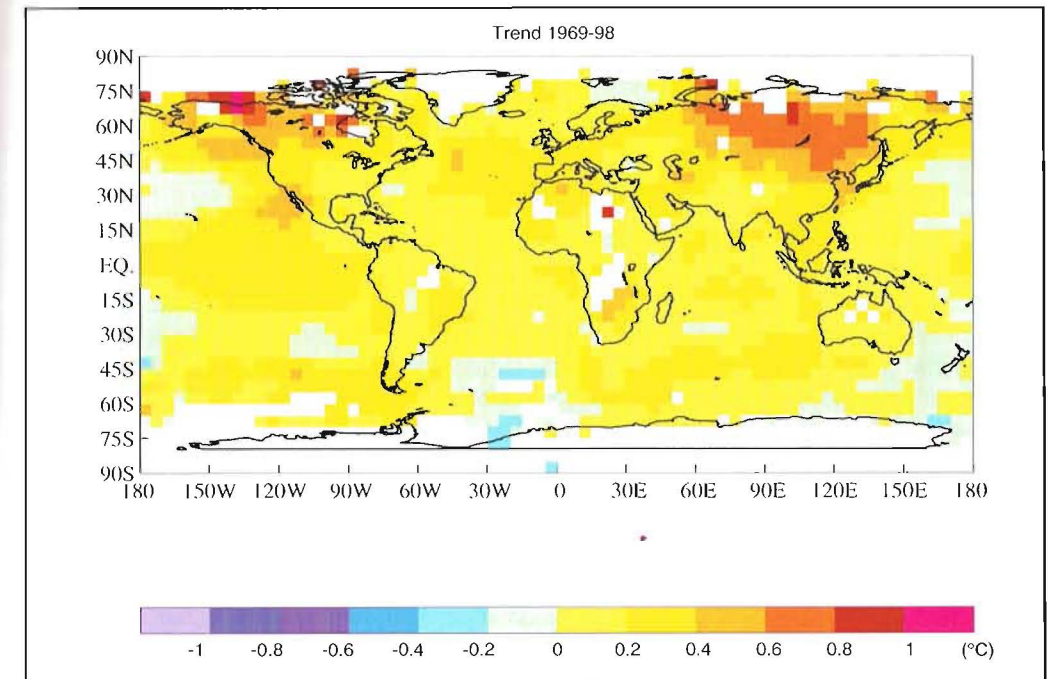 Trend 1969-98
90N
75N
60N
45N
30N
15N
EQ.
15S
30S
45S
60S
75S
90S
180 150W 120W 90W 60W 30W 0 30E 60E 90E 120E 150E 180
-1 -0.8 -0.6 -0.4 -0.2 0 0.2 0.4 0.6 0.8 1 (°C)